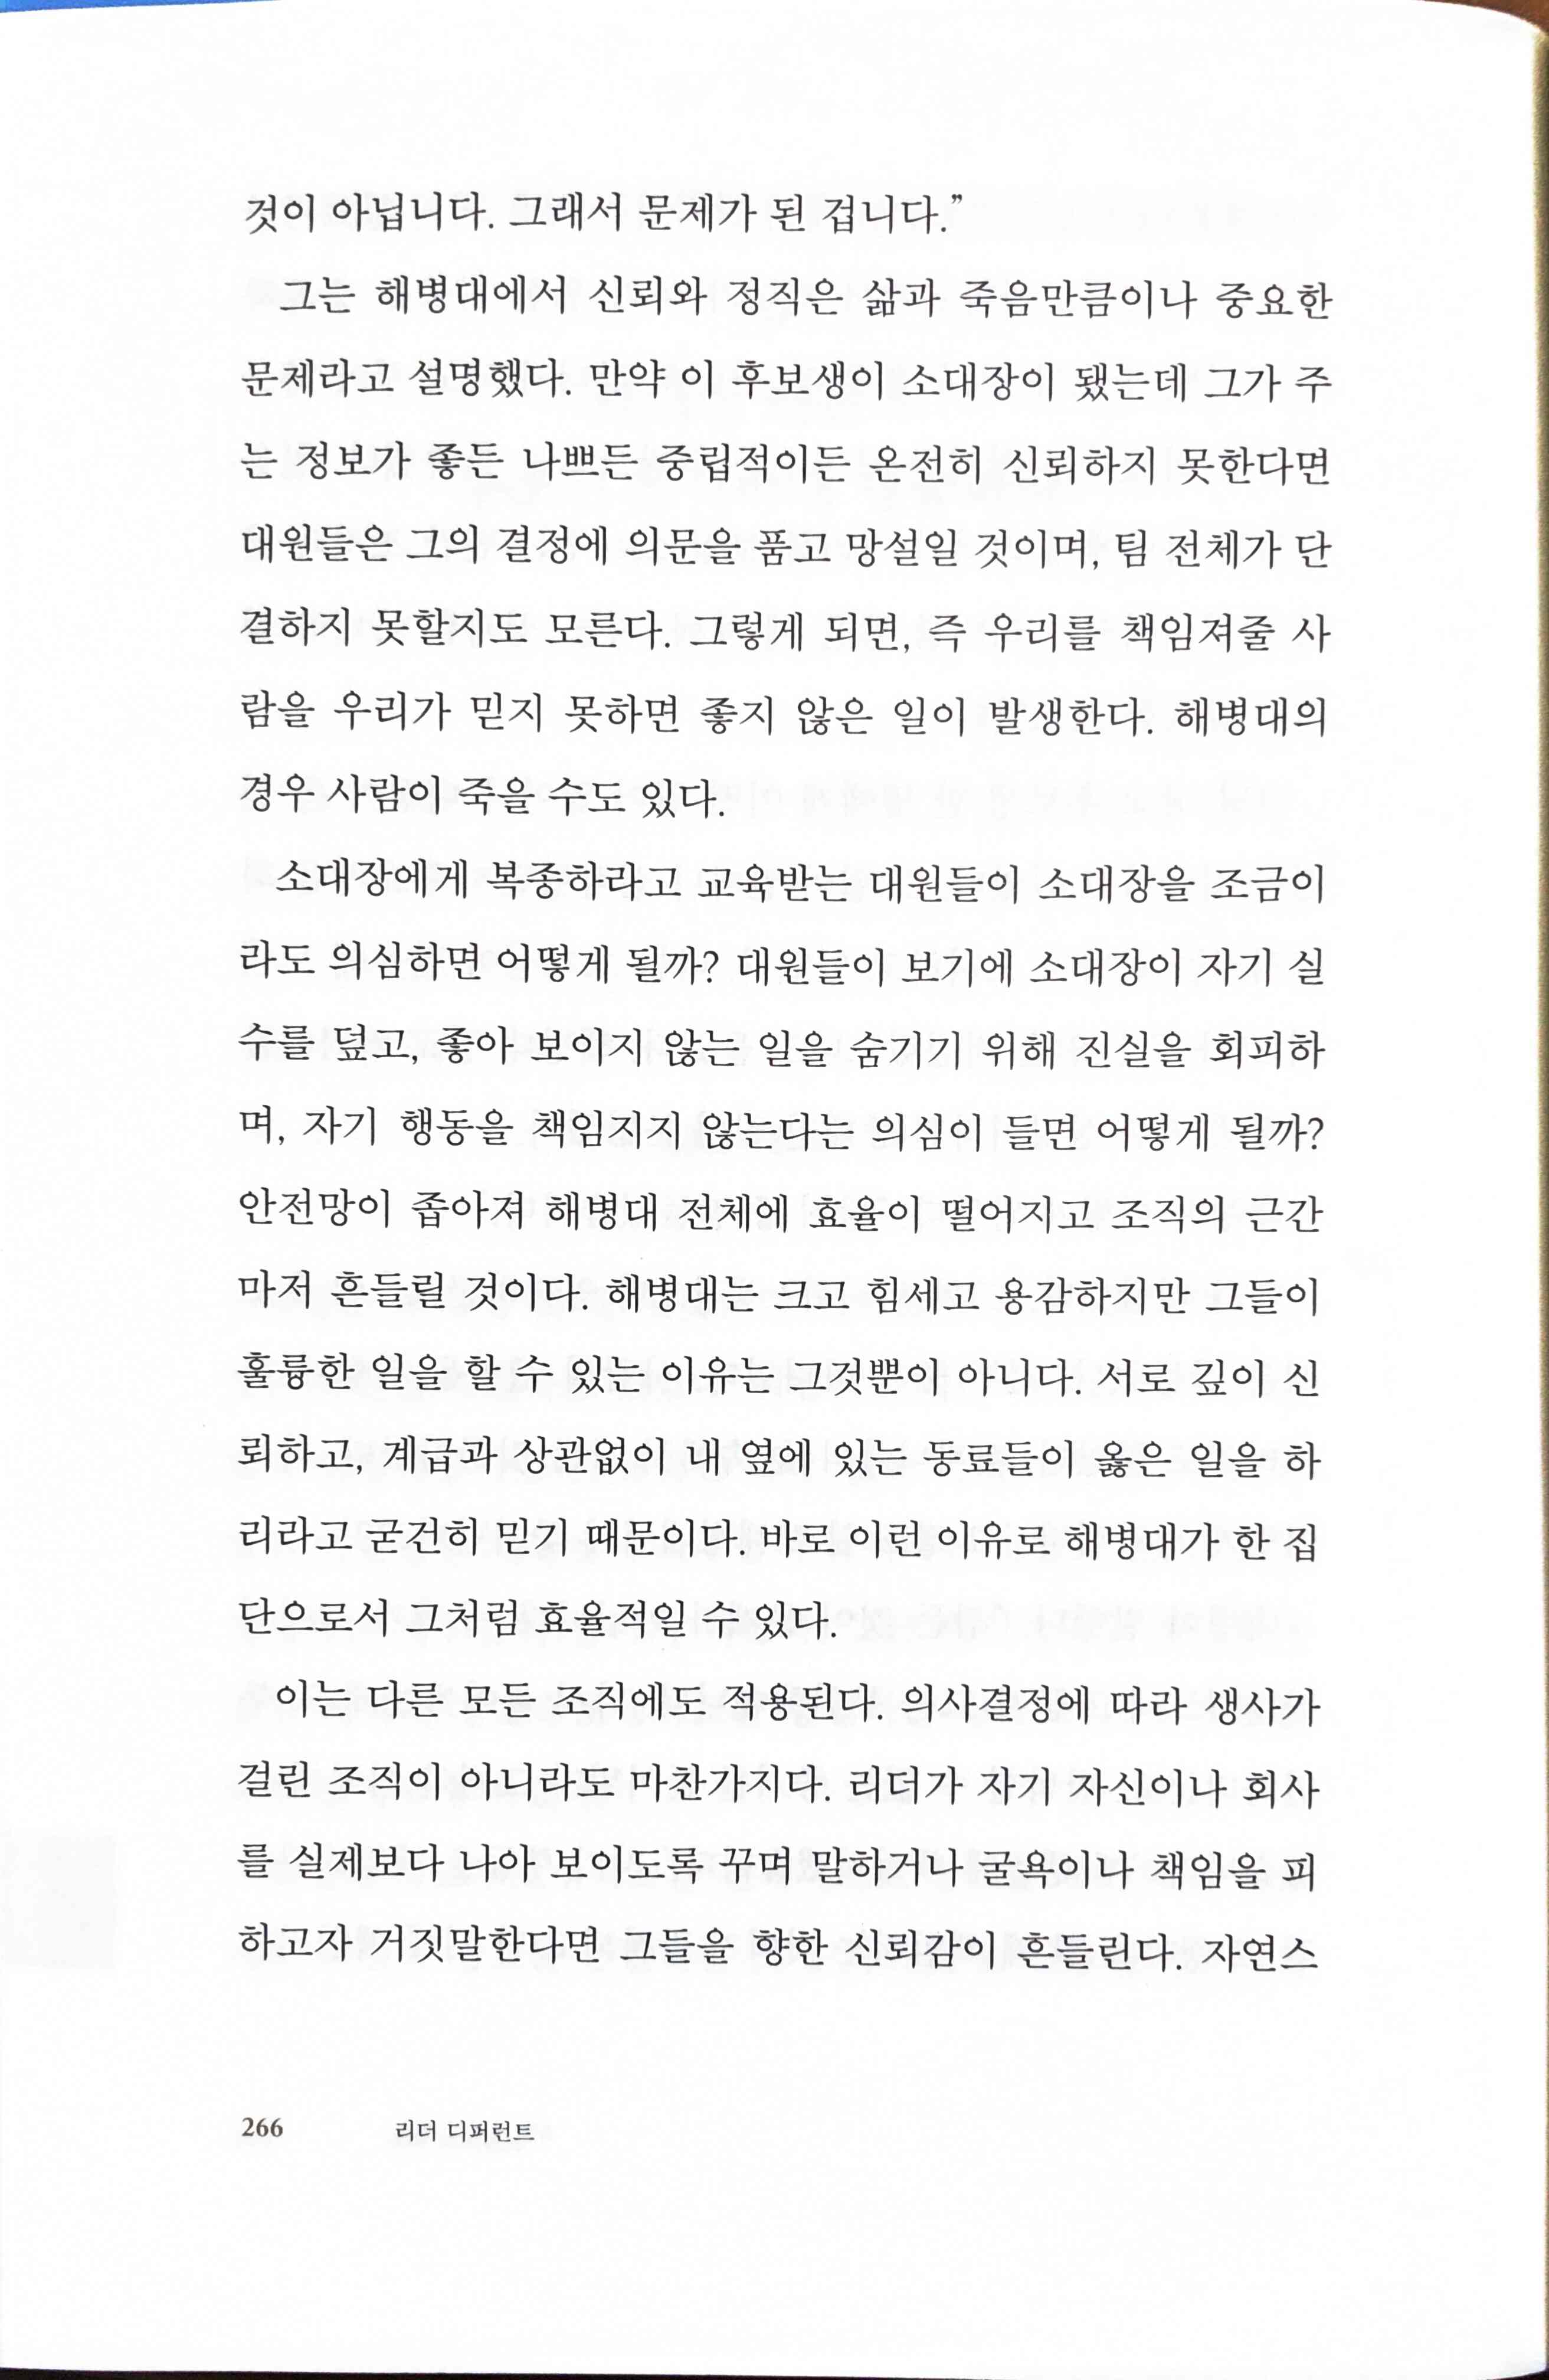 것이 아닙니다. 그래서 문제가 된 겁니다.”
그는 해병대에서 신뢰와 정직은 삶과 죽음만큼이나 중요한
문제라고 설명했다. 만약 이 후보생이 소대장이 됐는데 그가 주
는 정보가 좋든 나쁘든 중립적이든 온전히 신뢰하지 못한다면
대원들은 그의 결정에 의문을 품고 망설일 것이며, 팀 전체가 단
결하지 못할지도 모른다. 그렇게 되면, 즉 우리를 책임져줄 사
람을 우리가 믿지 못하면 좋지 않은 일이 발생한다. 해병대의
경우 사람이 죽을 수도 있다.
소대장에게 복종하라고 교육받는 대원들이 소대장을 조금이
라도 의심하면 어떻게 될까? 대원들이 보기에 소대장이 자기 실
수를 덮고, 좋아 보이지 않는 일을 숨기기 위해 진실을 회피하
며, 자기 행동을 책임지지 않는다는 의심이 들면 어떻게 될까?
안전망이 좁아져 해병대 전체에 효율이 떨어지고 조직의 근간
마저 흔들릴 것이다. 해병대는 크고 힘세고 용감하지만 그들이
훌륭한 일을 할 수 있는 이유는 그것뿐이 아니다. 서로 깊이 신
뢰하고, 계급과 상관없이 내 옆에 있는 동료들이 옳은 일을 하
리라고 굳건히 믿기 때문이다. 바로 이런 이유로 해병대가 한 집
단으로서 그처럼 효율적일 수 있다.
이는 다른 모든 조직에도 적용된다. 의사결정에 따라 생사가
걸린 조직이 아니라도 마찬가지다. 리더가 자기 자신이나 회사
를 실제보다 나아 보이도록 꾸며 말하거나 굴욕이나 책임을 피
하고자 거짓말한다면 그들을 향한 신뢰감이 흔들린다. 자연스
266 리더 디퍼런트